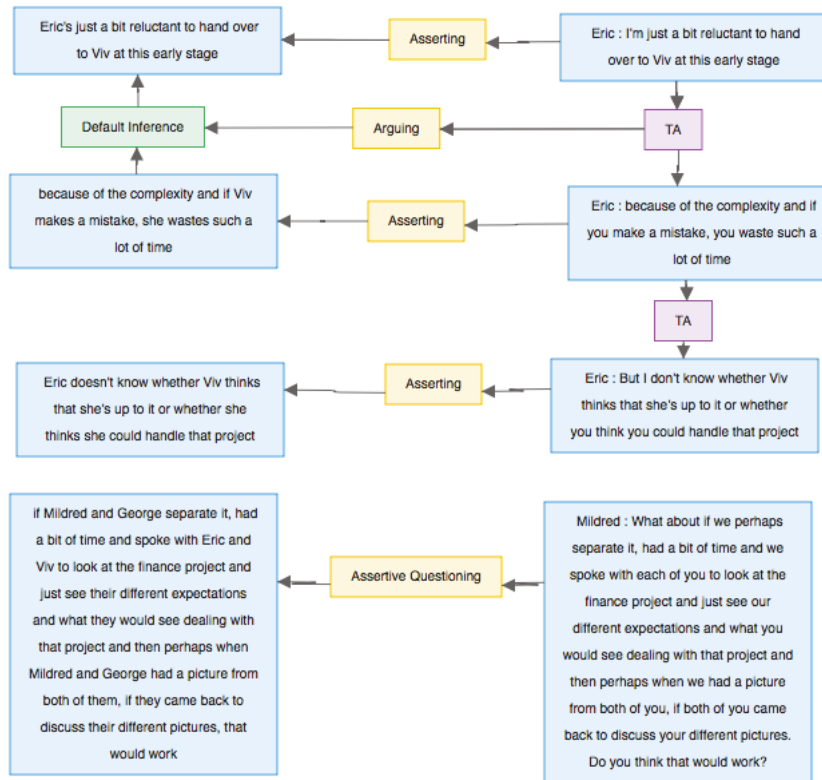 Eric's just a bit reluctant to hand over
to Viv at this early stage
Asserting
Eric : I'm just a bit reluctant to hand
over to Viv at this early stage
Default Inference
Arguing
TA
because of the complexity and if Viv
makes a mistake, she wastes such a
lot of time
Asserting
Eric : because of the complexity and if
you make a mistake, you waste such a
lot of time
TA
Eric doesn't know whether Viv thinks
that she's up to it or whether she
thinks she could handle that project
Asserting
Eric : But I don't know whether Viv
thinks that she's up to it or whether
you think you could handle that project
if Mildred and George separate it, had
a bit of time and spoke with Eric and
Viv to look at the finance project and
just see their different expectations
and what they would see dealing with
that project and then perhaps when
Mildred and George had a picture from
both of them, if they came back to
discuss their different pictures, that
would work
Assertive Questioning
Mildred : What about if we perhaps
separate it, had a bit of time and we
spoke with each of you to look at the
finance project and just see our
different expectations and what you
would see dealing with that project and
then perhaps when we had a picture
from both of you, if both of you came
back to discuss your different pictures.
Do you think that would work?